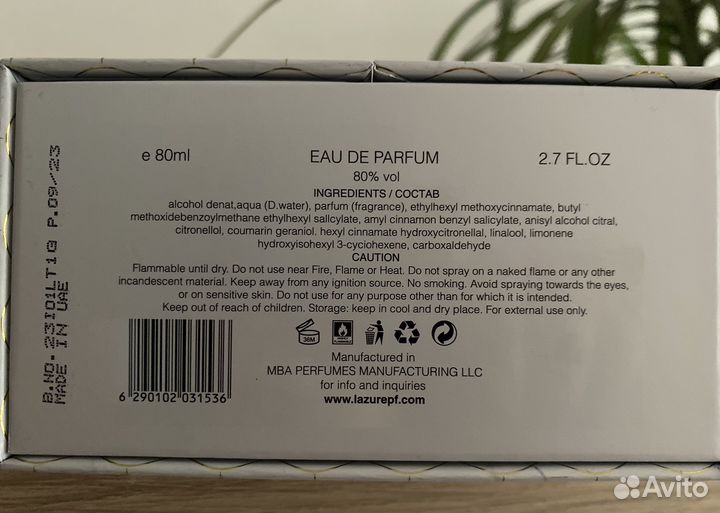 e 80ml
EAU DE PARFUM
2.7 FL.OZ
80% vol
INGREDIENTS / СОСТАВ
alcohol denat,aqua (D.water), parfum (fragrance), ethylhexyl methoxycinnamate, butyl
methoxidebenzoylmethane ethylhexyl sallcylate, amyl cinnamon benzyl salicylate, anisyl alcohol citral,
citronellol, coumarin geraniol. hexyl cinnamate hydroxycitronellal, linalool, limonene
hydroxyisohexyl 3-cyciohexene, carboxaldehyde
CAUTION
Flammable until dry. Do not use near Fire, Flame or Heat. Do not spray on a naked flame or any other
incandescent material. Keep away from any ignition source. No smoking. Avoid spraying towards the eyes,
or on sensitive skin. Do not use for any purpose other than for which it is intended.
Keep out of reach of children. Storage: keep in cool and dry place. For external use only.
36M
Manufactured in
MBA PERFUMES MANUFACTURING LLC
for info and inquiries
www.lazurepf.com
6 290102 031536
B.NO.23I01LT1G P.09/23
MADE IN UAE
Avito